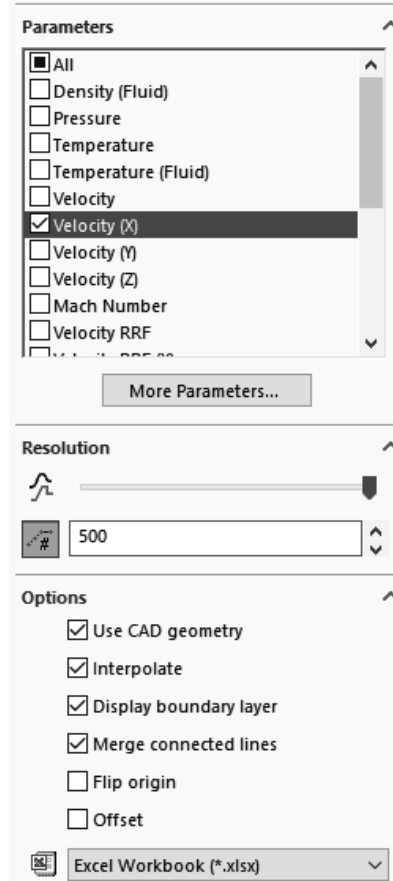 Parameters
All
Density (Fluid)
Pressure
Temperature
Temperature (Fluid)
Velocity
Velocity (X)
Velocity (Y)
Velocity (Z)
Mach Number
Velocity RRF
More Parameters...
Resolution
#
500
Options
Use CAD geometry
Interpolate
Display boundary layer
Merge connected lines
Flip origin
Offset
Excel Workbook (*.xlsx)